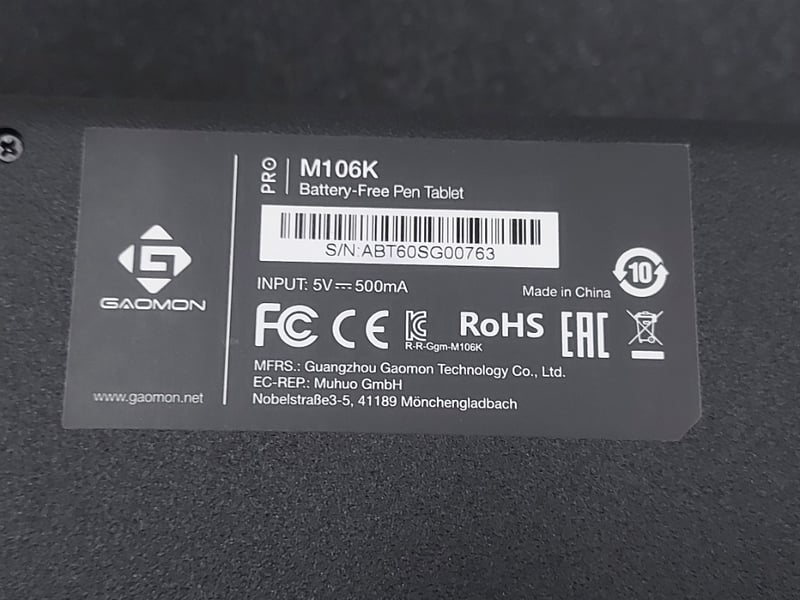 GAOMON
www.gaomon.net
PRO
M106K
Battery-Free Pen Tablet
S/N:ABT60SG00763
INPUT: 5V⎓500mA
Made in China
10
FC CE RoHS EAC
R-R-Ggm-M106K
MFRS.: Guangzhou Gaomon Technology Co., Ltd.
EC-REP.: Muhuo GmbH
Nobelstraße3-5, 41189 Mönchengladbach